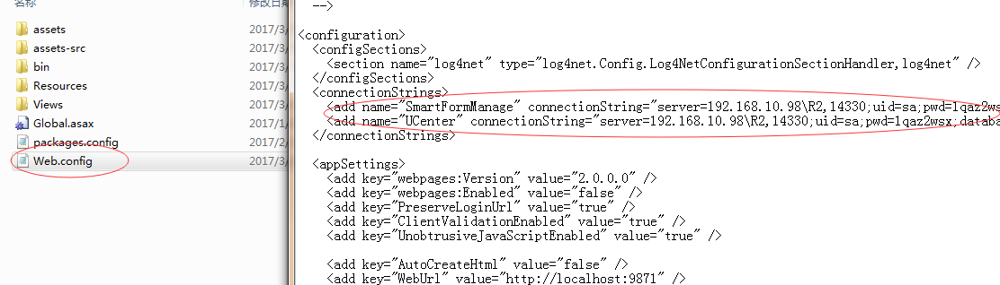 名称
修改日期
assets
2017/3/
assets-src
2017/3/
bin
2017/3/
Resources
2017/3/
Views
2017/3/
Global.asax
2017/1/
packages.config
2017/2/
Web.config
2017/3/
-->
<configuration>
<configSections>
<section name="log4net" type="log4net.Config.Log4NetConfigurationSectionHandler,log4net" />
</configSections>
<connectionStrings>
<add name="SmartFormManage" connectionString="server=192.168.10.98\R2,14330;uid=sa;pwd=1qaz2ws
<add name="UCenter" connectionString="server=192.168.10.98\R2,14330;uid=sa;pwd=1qaz2wsx;databa
</connectionStrings>
<appSettings>
<add key="webpages:Version" value="2.0.0.0" />
<add key="webpages:Enabled" value="false" />
<add key="PreserveLoginUrl" value="true" />
<add key="ClientValidationEnabled" value="true" />
<add key="UnobtrusiveJavaScriptEnabled" value="true" />
<add key="AutoCreateHtml" value="false" />
<add key="WebUrl" value="http://localhost:9871" />